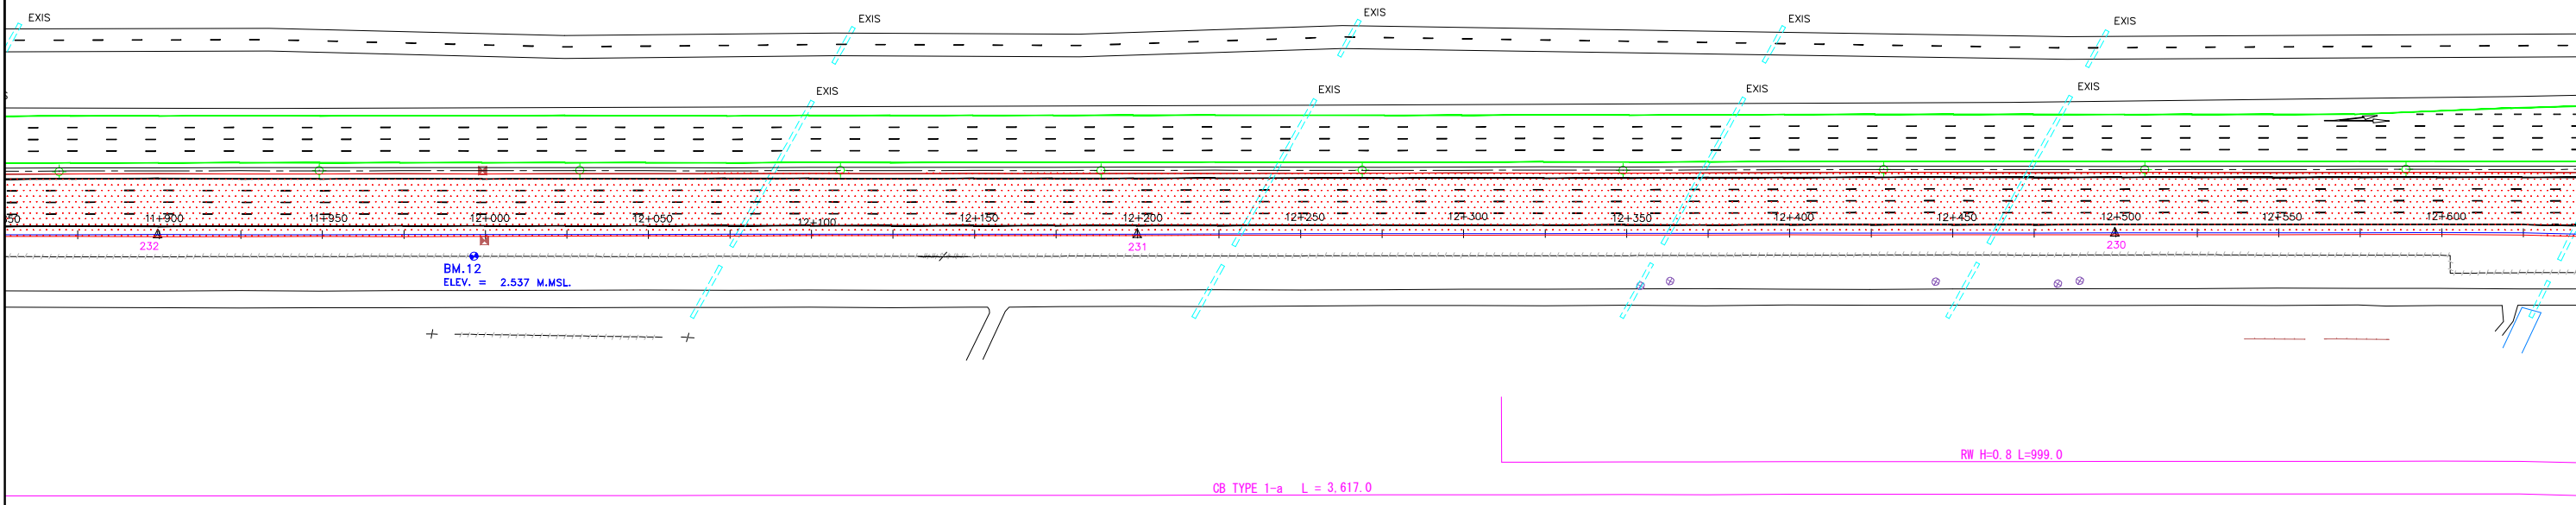 EXIS
EXIS
EXIS
EXIS
EXIS
EXIS
EXIS
EXIS
EXIS
50 11+900 11+950 12+000 12+050 12+100 12+150 12+200 12+250 12+300 12+350 12+400 12+450 12+500 12+550 12+600
232 231 230
BM.12
ELEV. = 2.537 M.MSL.
RW H=0.8 L=999.0
CB TYPE 1-a L = 3,617.0